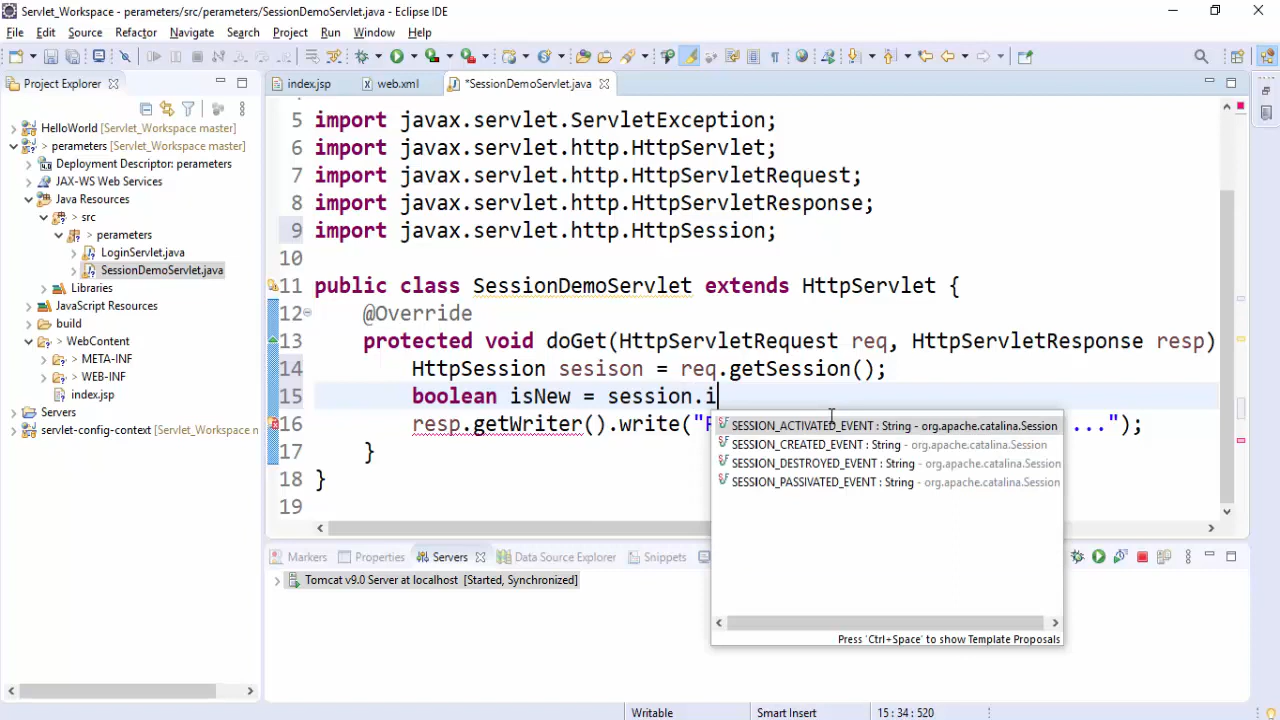 Servlet_Workspace - perameters/src/perameters/SessionDemoServlet.java - Eclipse IDE
File Edit Source Refactor Navigate Search Project Run Window Help
Project Explorer
HelloWorld [Servlet_Workspace master]
> perameters [Servlet_Workspace master]
Deployment Descriptor: perameters
JAX-WS Web Services
Java Resources
> src
> perameters
LoginServlet.java
SessionDemoServlet.java
Libraries
JavaScript Resources
> build
> WebContent
META-INF
WEB-INF
index.jsp
Servers
servlet-config-context [Servlet_Workspace m
index.jsp web.xml *SessionDemoServlet.java
5 import javax.servlet.ServletException;
6 import javax.servlet.http.HttpServlet;
7 import javax.servlet.http.HttpServletRequest;
8 import javax.servlet.http.HttpServletResponse;
9 import javax.servlet.http.HttpSession;
10
11 public class SessionDemoServlet extends HttpServlet {
12 @Override
13 protected void doGet(HttpServletRequest req, HttpServletResponse resp)
14 HttpSession sesison = req.getSession();
15 boolean isNew = session.i
16 resp.getWriter().write(" ...");
17 }
18 }
19
SESSION_ACTIVATED_EVENT : String - org.apache.catalina.Session
SESSION_CREATED_EVENT : String - org.apache.catalina.Session
SESSION_DESTROYED_EVENT : String - org.apache.catalina.Session
SESSION_PASSIVATED_EVENT : String - org.apache.catalina.Session
Press 'Ctrl+Space' to show Template Proposals
Markers Properties Servers Data Source Explorer Snippets
Tomcat v9.0 Server at localhost [Started, Synchronized]
Writable Smart Insert 15 : 34 : 520